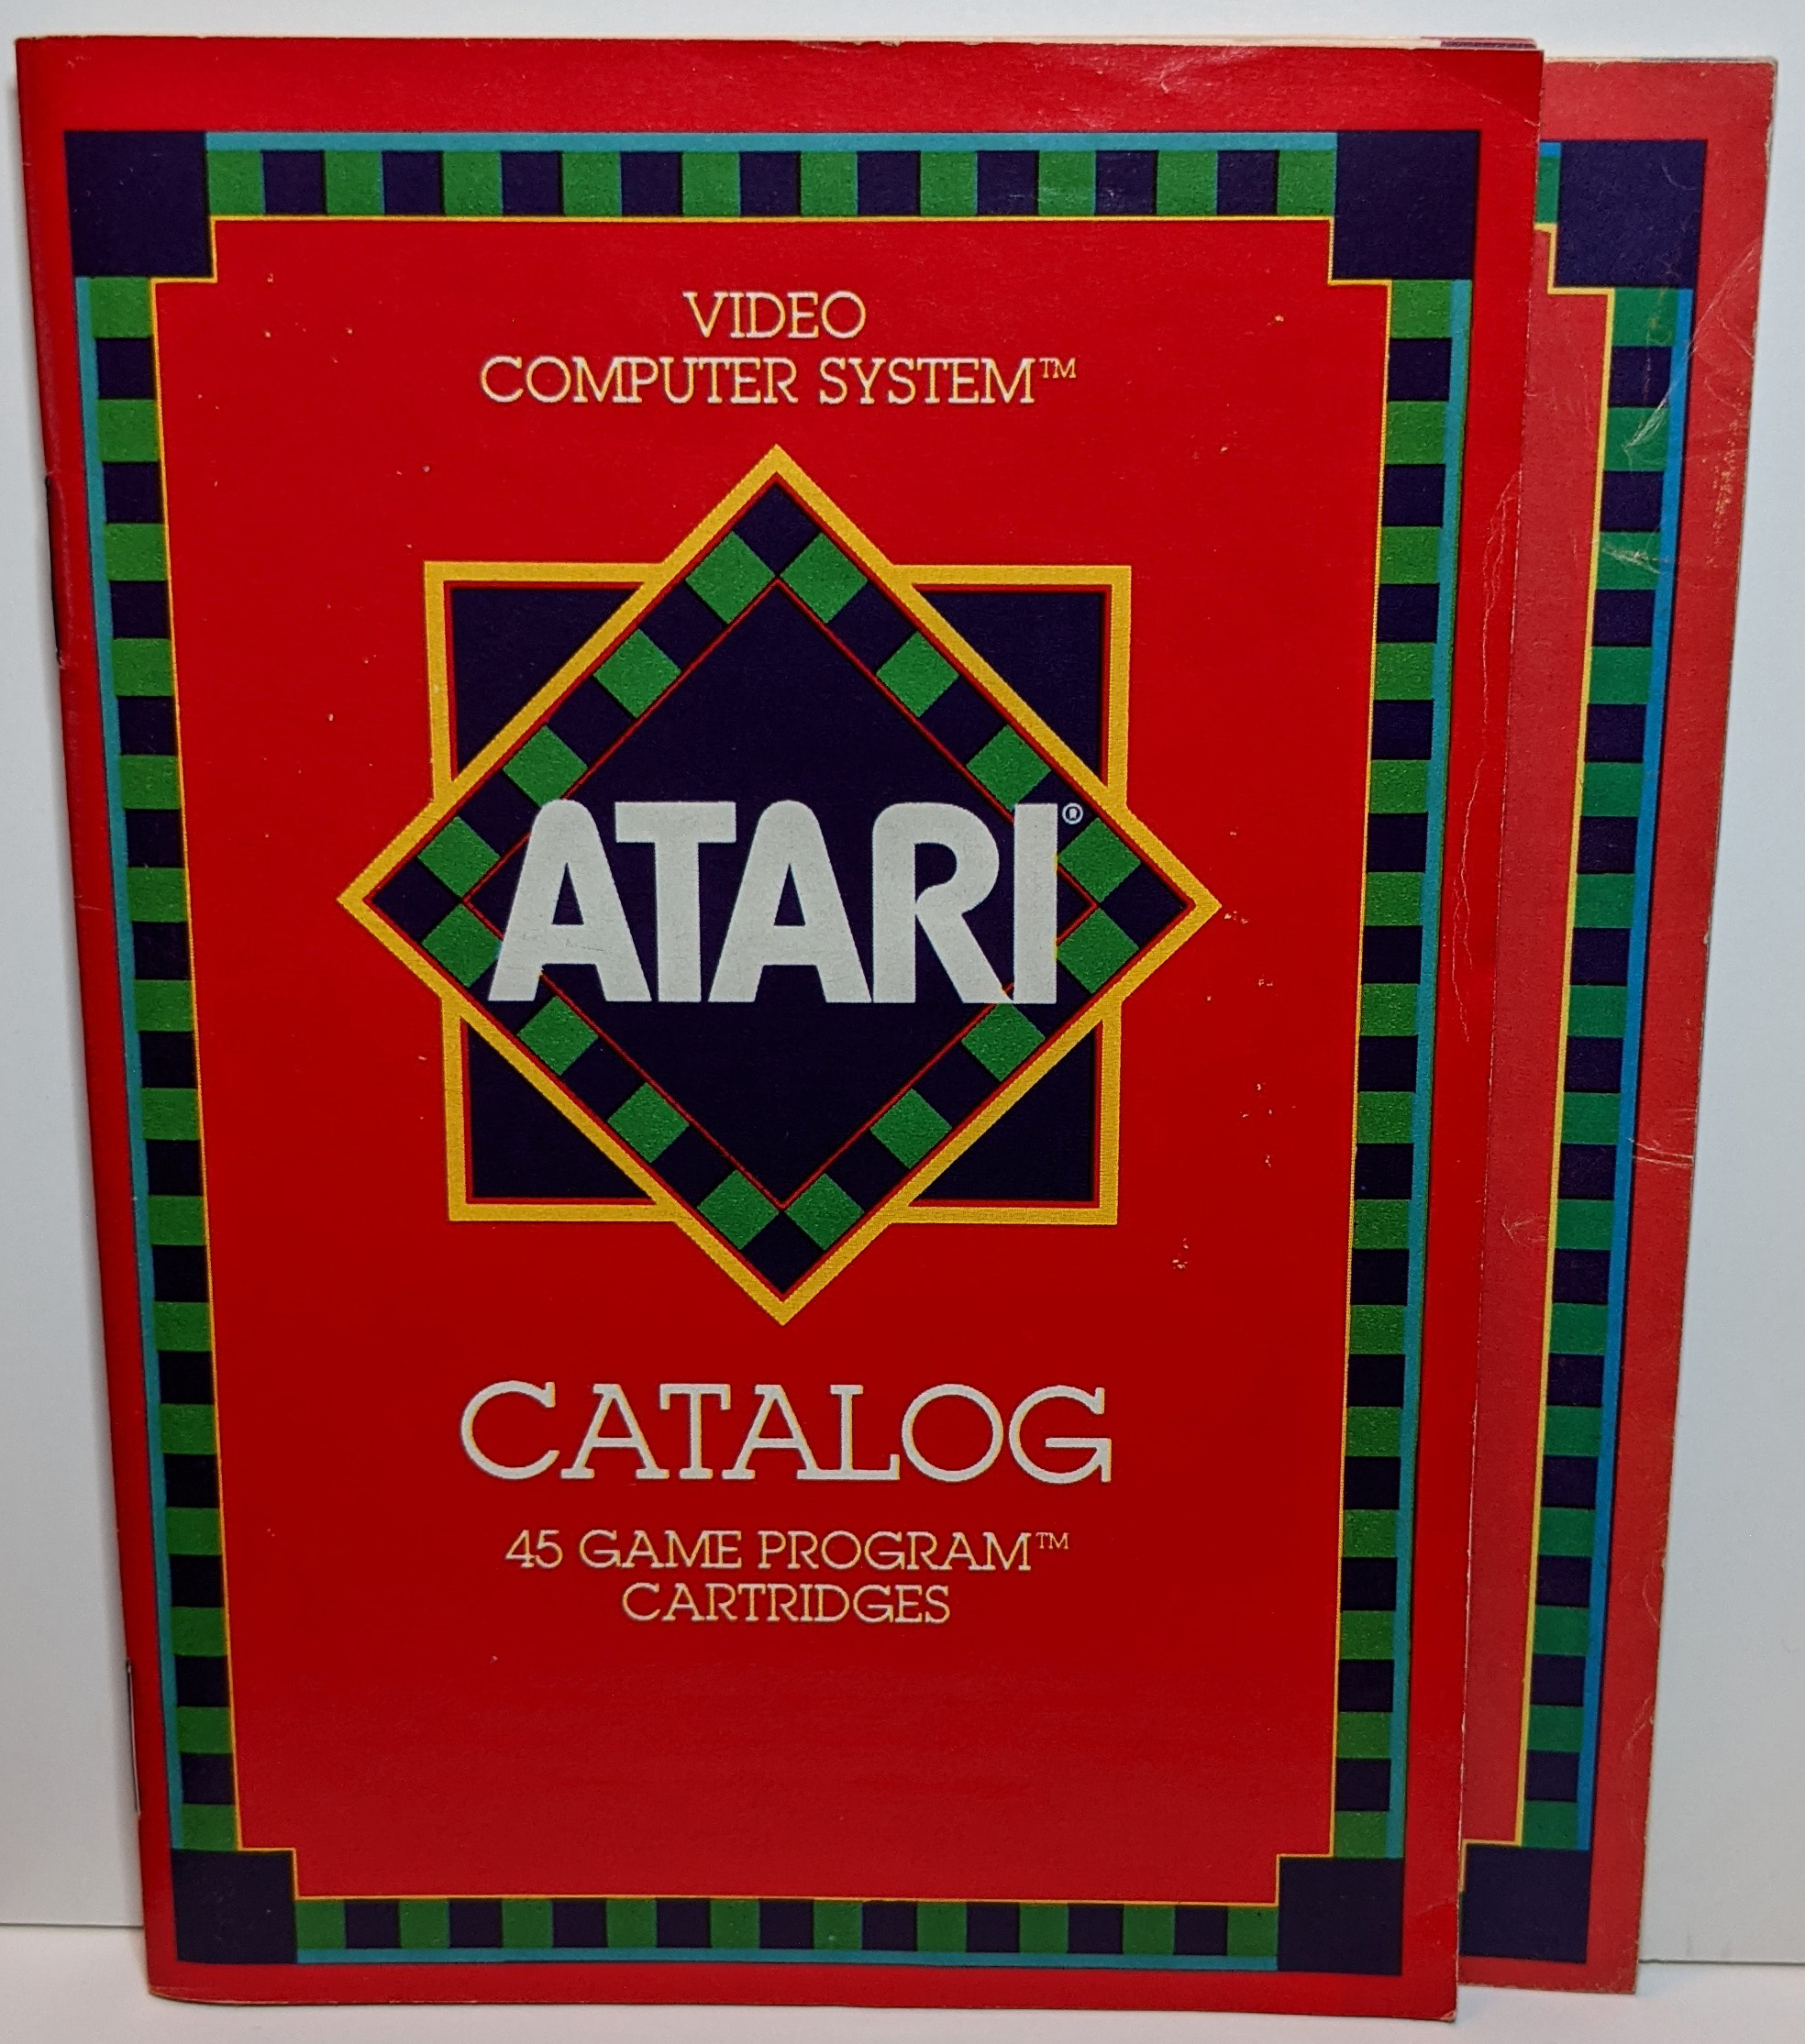 VIDEO
COMPUTER SYSTEM™
ATARI®
CATALOG
45 GAME PROGRAM™
CARTRIDGES